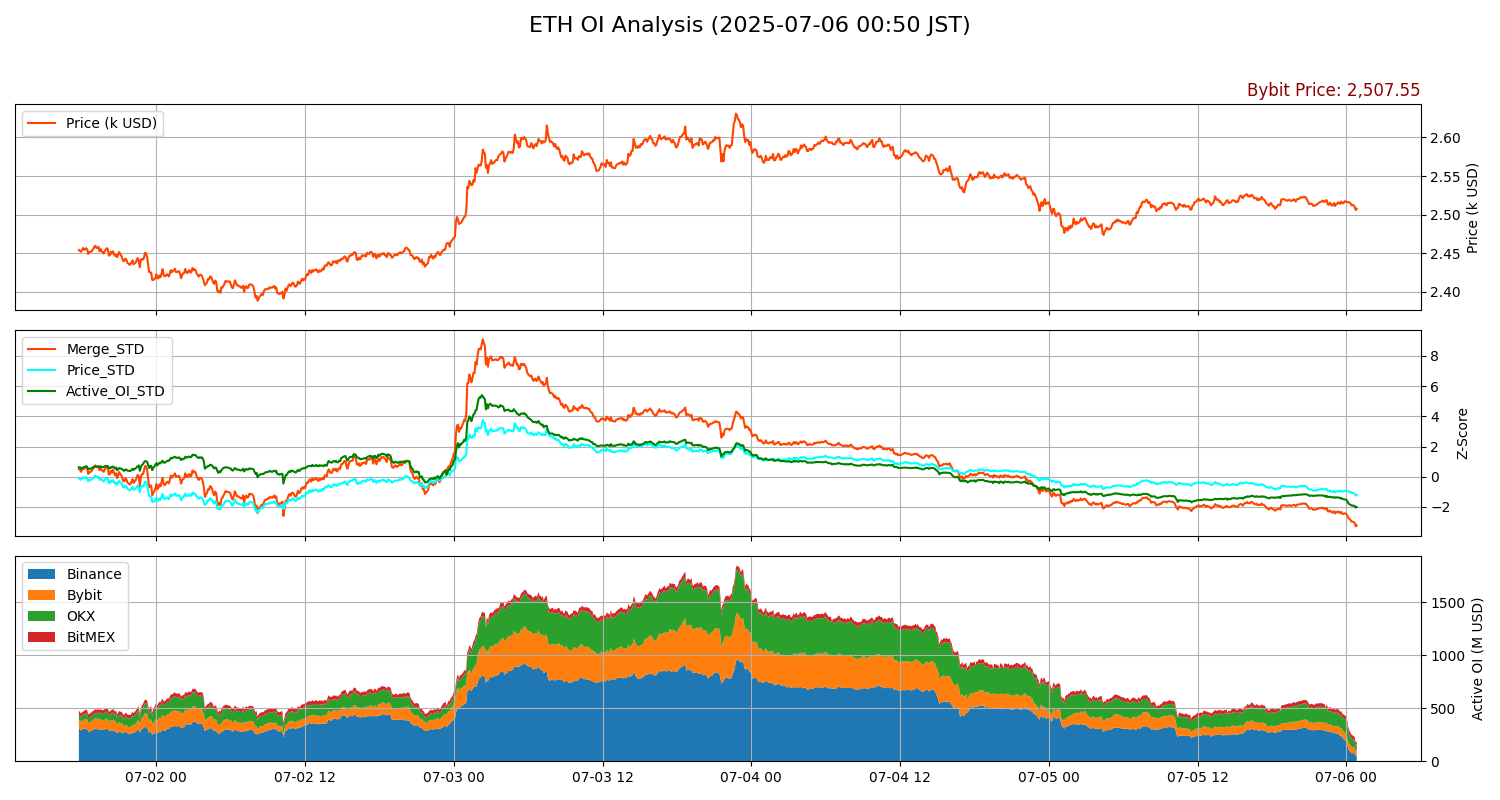 ETH OI Analysis (2025-07-06 00:50 JST)
Bybit Price: 2,507.55
Price (k USD)
2.60
2.55
2.50
2.45
2.40
Price (k USD)
Merge_STD
Price_STD
Active_OI_STD
8
6
4
2
0
−2
Z-Score
Binance
Bybit
OKX
BitMEX
1500
1000
500
0
Active OI (M USD)
07-02 00
07-02 12
07-03 00
07-03 12
07-04 00
07-04 12
07-05 00
07-05 12
07-06 00